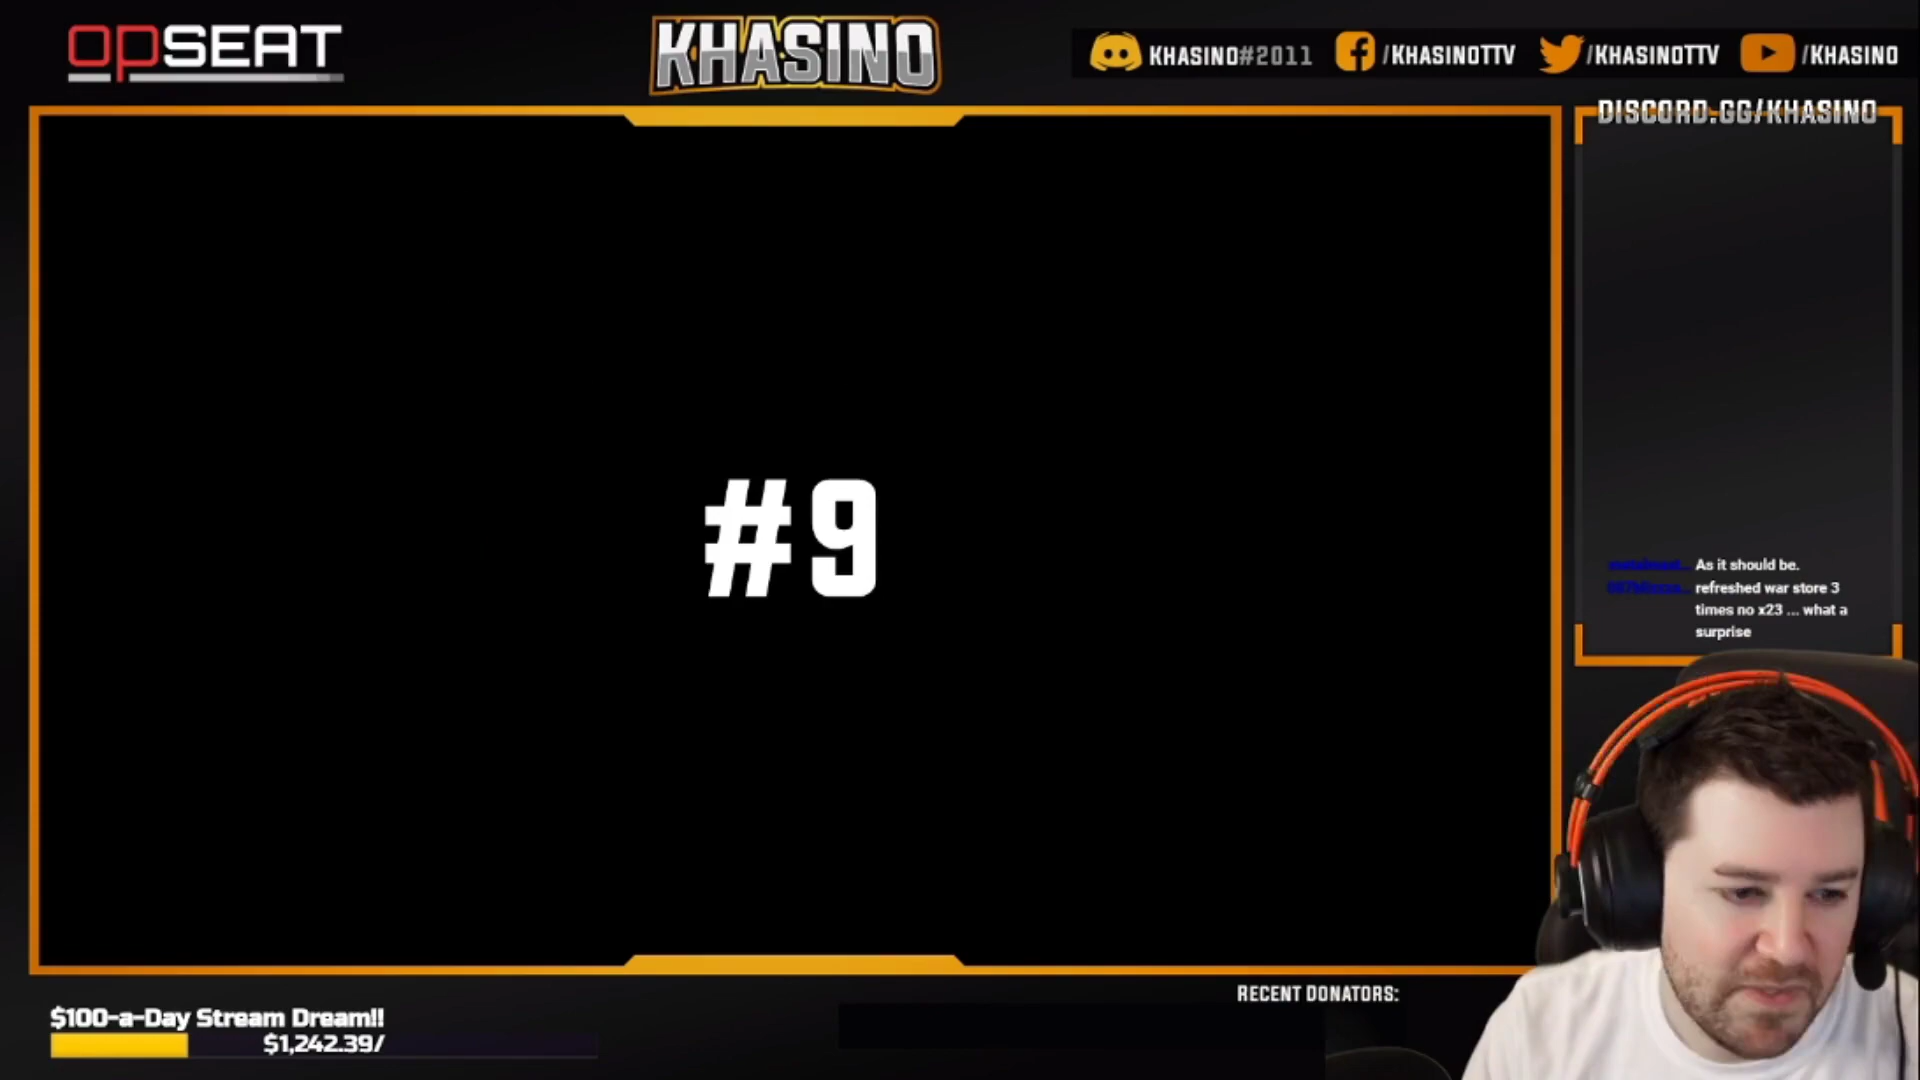 opSEAT
KHASINO
KHASINO#2011
/KHASINOTTV
/KHASINOTTV
/KHASINO
DISCORD.GG/KHASINO
#9
As it should be.
refreshed war store 3
times no x23 ... what a
surprise
RECENT DONATORS:
$100-a-Day Stream Dream!!
$1,242.39/